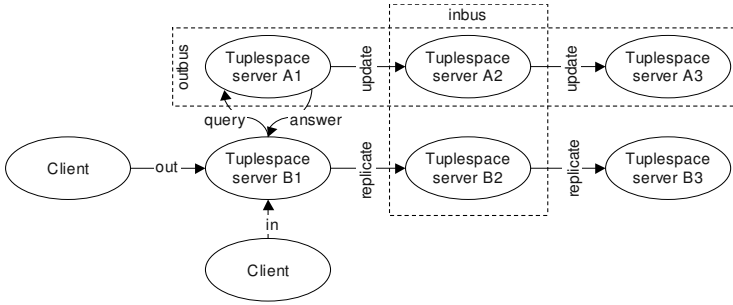 inbus
outbus
Tuplespace
server A1
update
Tuplespace
server A2
update
Tuplespace
server A3
query
answer
Client
out
Tuplespace
server B1
replicate
Tuplespace
server B2
replicate
Tuplespace
server B3
in
Client